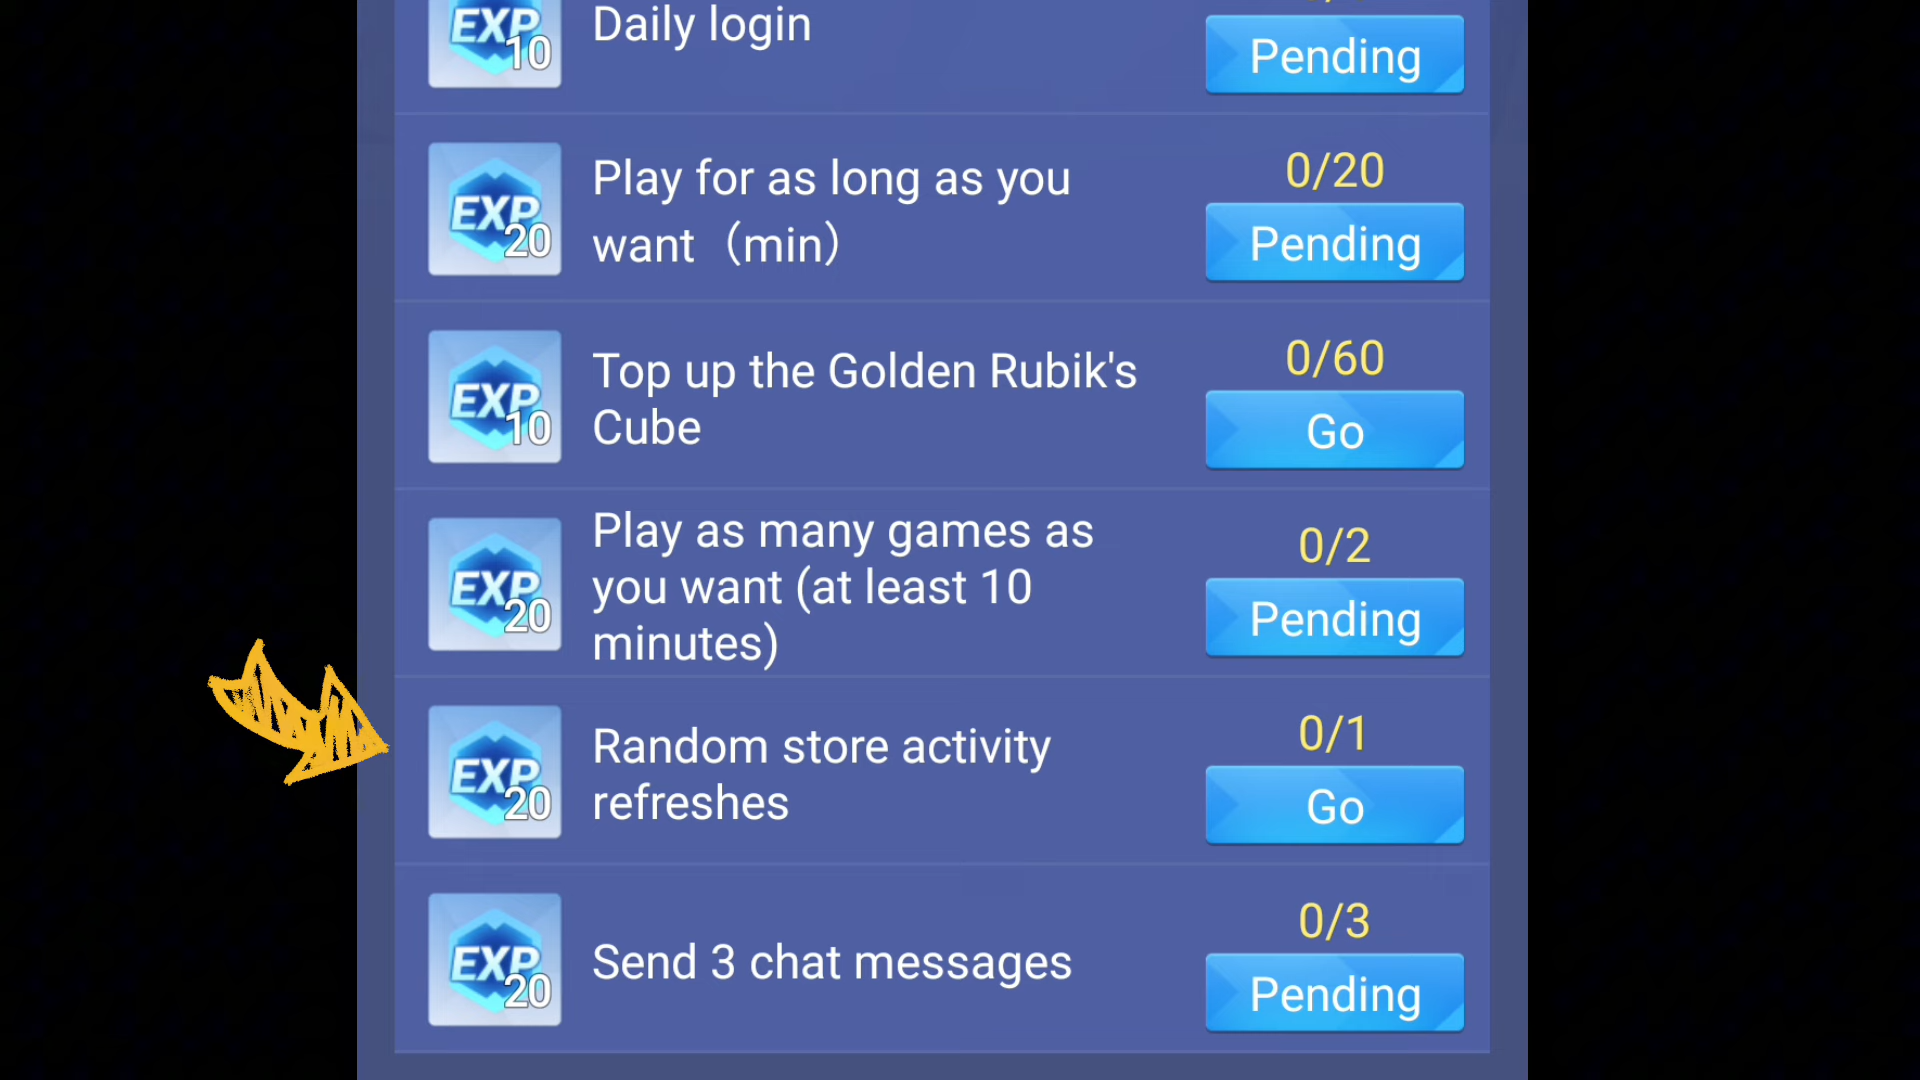 EXP
10
Daily login
Pending
EXP
20
Play for as long as you
want（min）
0/20
Pending
EXP
10
Top up the Golden Rubik's
Cube
0/60
Go
EXP
20
Play as many games as
you want (at least 10
minutes)
0/2
Pending
EXP
20
Random store activity
refreshes
0/1
Go
EXP
20
Send 3 chat messages
0/3
Pending